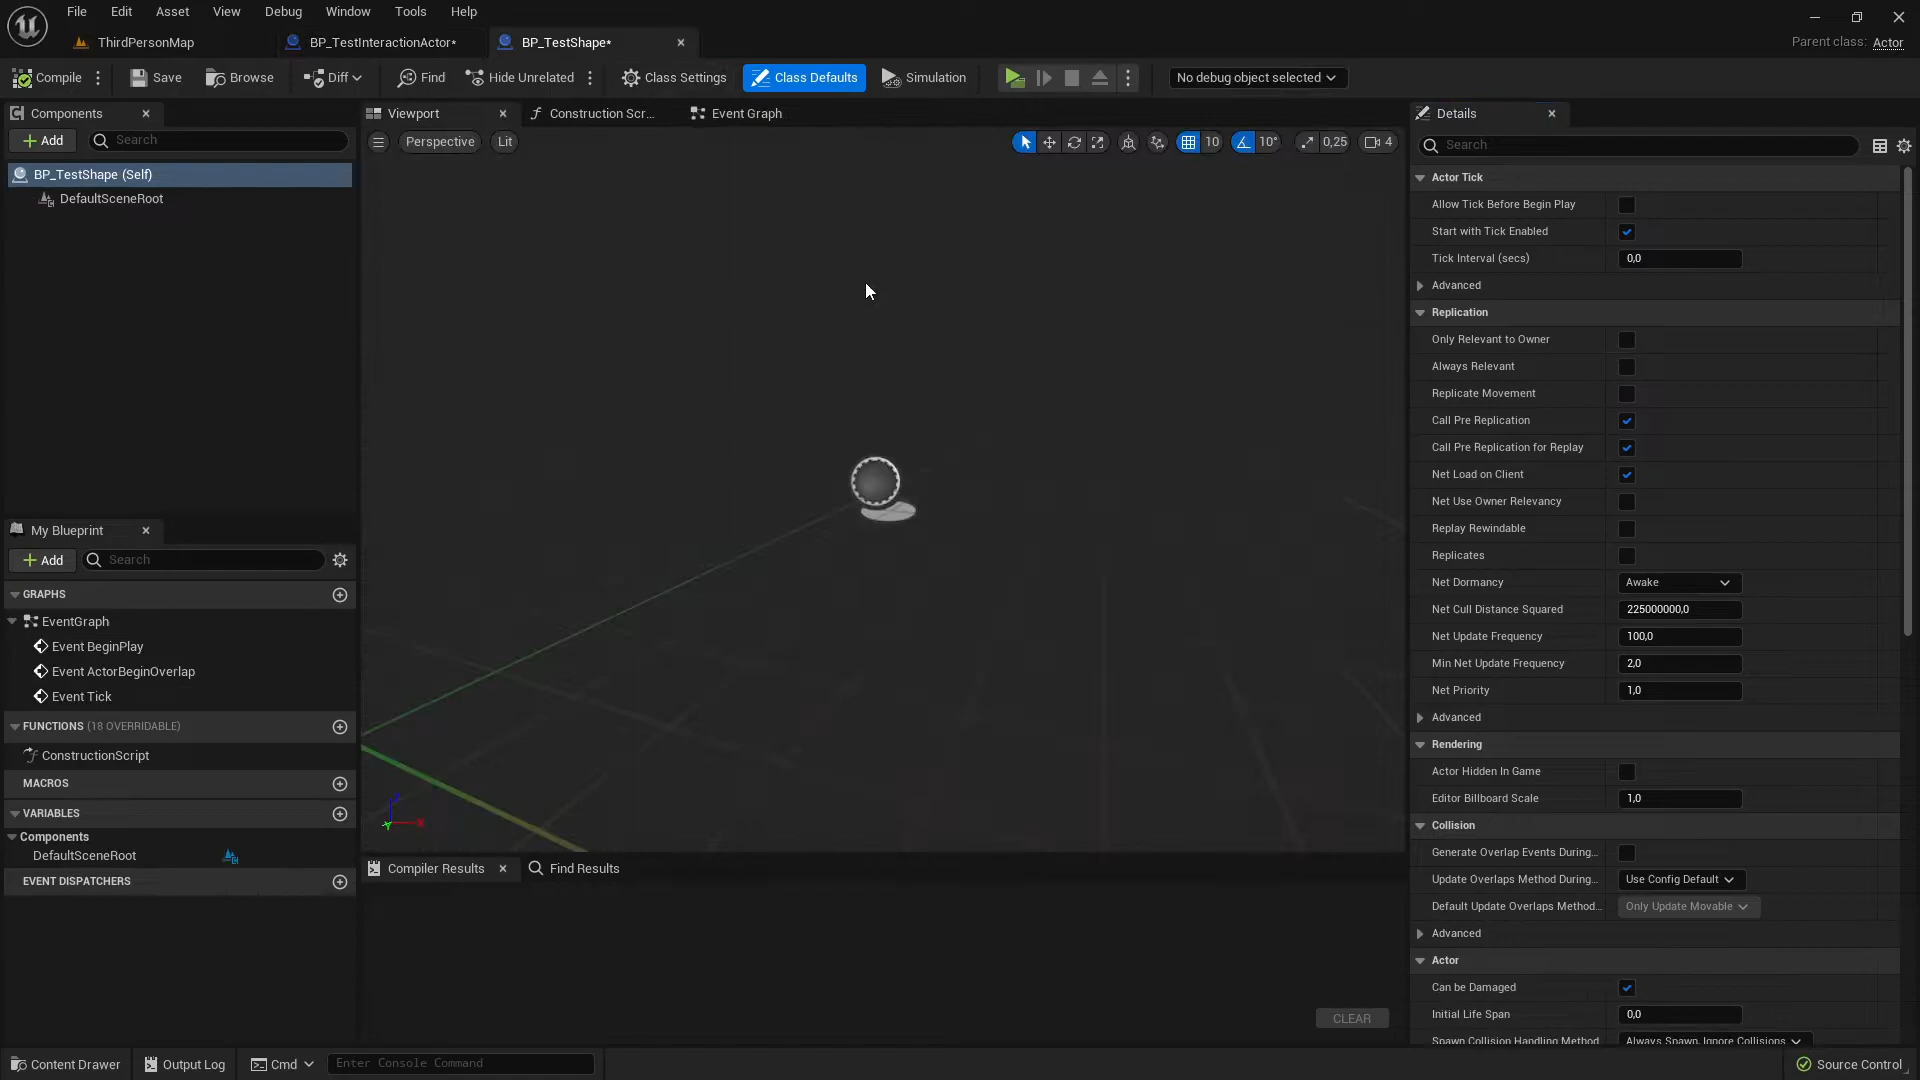 File Edit Asset View Debug Window Tools Help
ThirdPersonMap BP_TestInteractionActor* BP_TestShape*
Parent class: Actor
Compile Save Browse Diff Find Hide Unrelated Class Settings Class Defaults Simulation No debug object selected
Components Viewport Construction Scr... Event Graph Details
Add Search Perspective Lit 10 10° 0,25 4 Search
BP_TestShape (Self)
DefaultSceneRoot
Actor Tick
Allow Tick Before Begin Play
Start with Tick Enabled
Tick Interval (secs) 0,0
Advanced
Replication
Only Relevant to Owner
Always Relevant
Replicate Movement
Call Pre Replication
Call Pre Replication for Replay
Net Load on Client
Net Use Owner Relevancy
Replay Rewindable
Replicates
Net Dormancy Awake
Net Cull Distance Squared 225000000,0
Net Update Frequency 100,0
Min Net Update Frequency 2,0
Net Priority 1,0
Advanced
Rendering
Actor Hidden In Game
Editor Billboard Scale 1,0
Collision
Generate Overlap Events During...
Update Overlaps Method During... Use Config Default
Default Update Overlaps Method... Only Update Movable
Advanced
Actor
Can be Damaged
Initial Life Span 0,0
Spawn Collision Handling Method Always Spawn, Ignore Collisions
My Blueprint
Add Search
GRAPHS
EventGraph
Event BeginPlay
Event ActorBeginOverlap
Event Tick
FUNCTIONS (18 OVERRIDABLE)
ConstructionScript
MACROS
VARIABLES
Components
DefaultSceneRoot
EVENT DISPATCHERS
Compiler Results Find Results
CLEAR
Content Drawer Output Log Cmd Enter Console Command Source Control